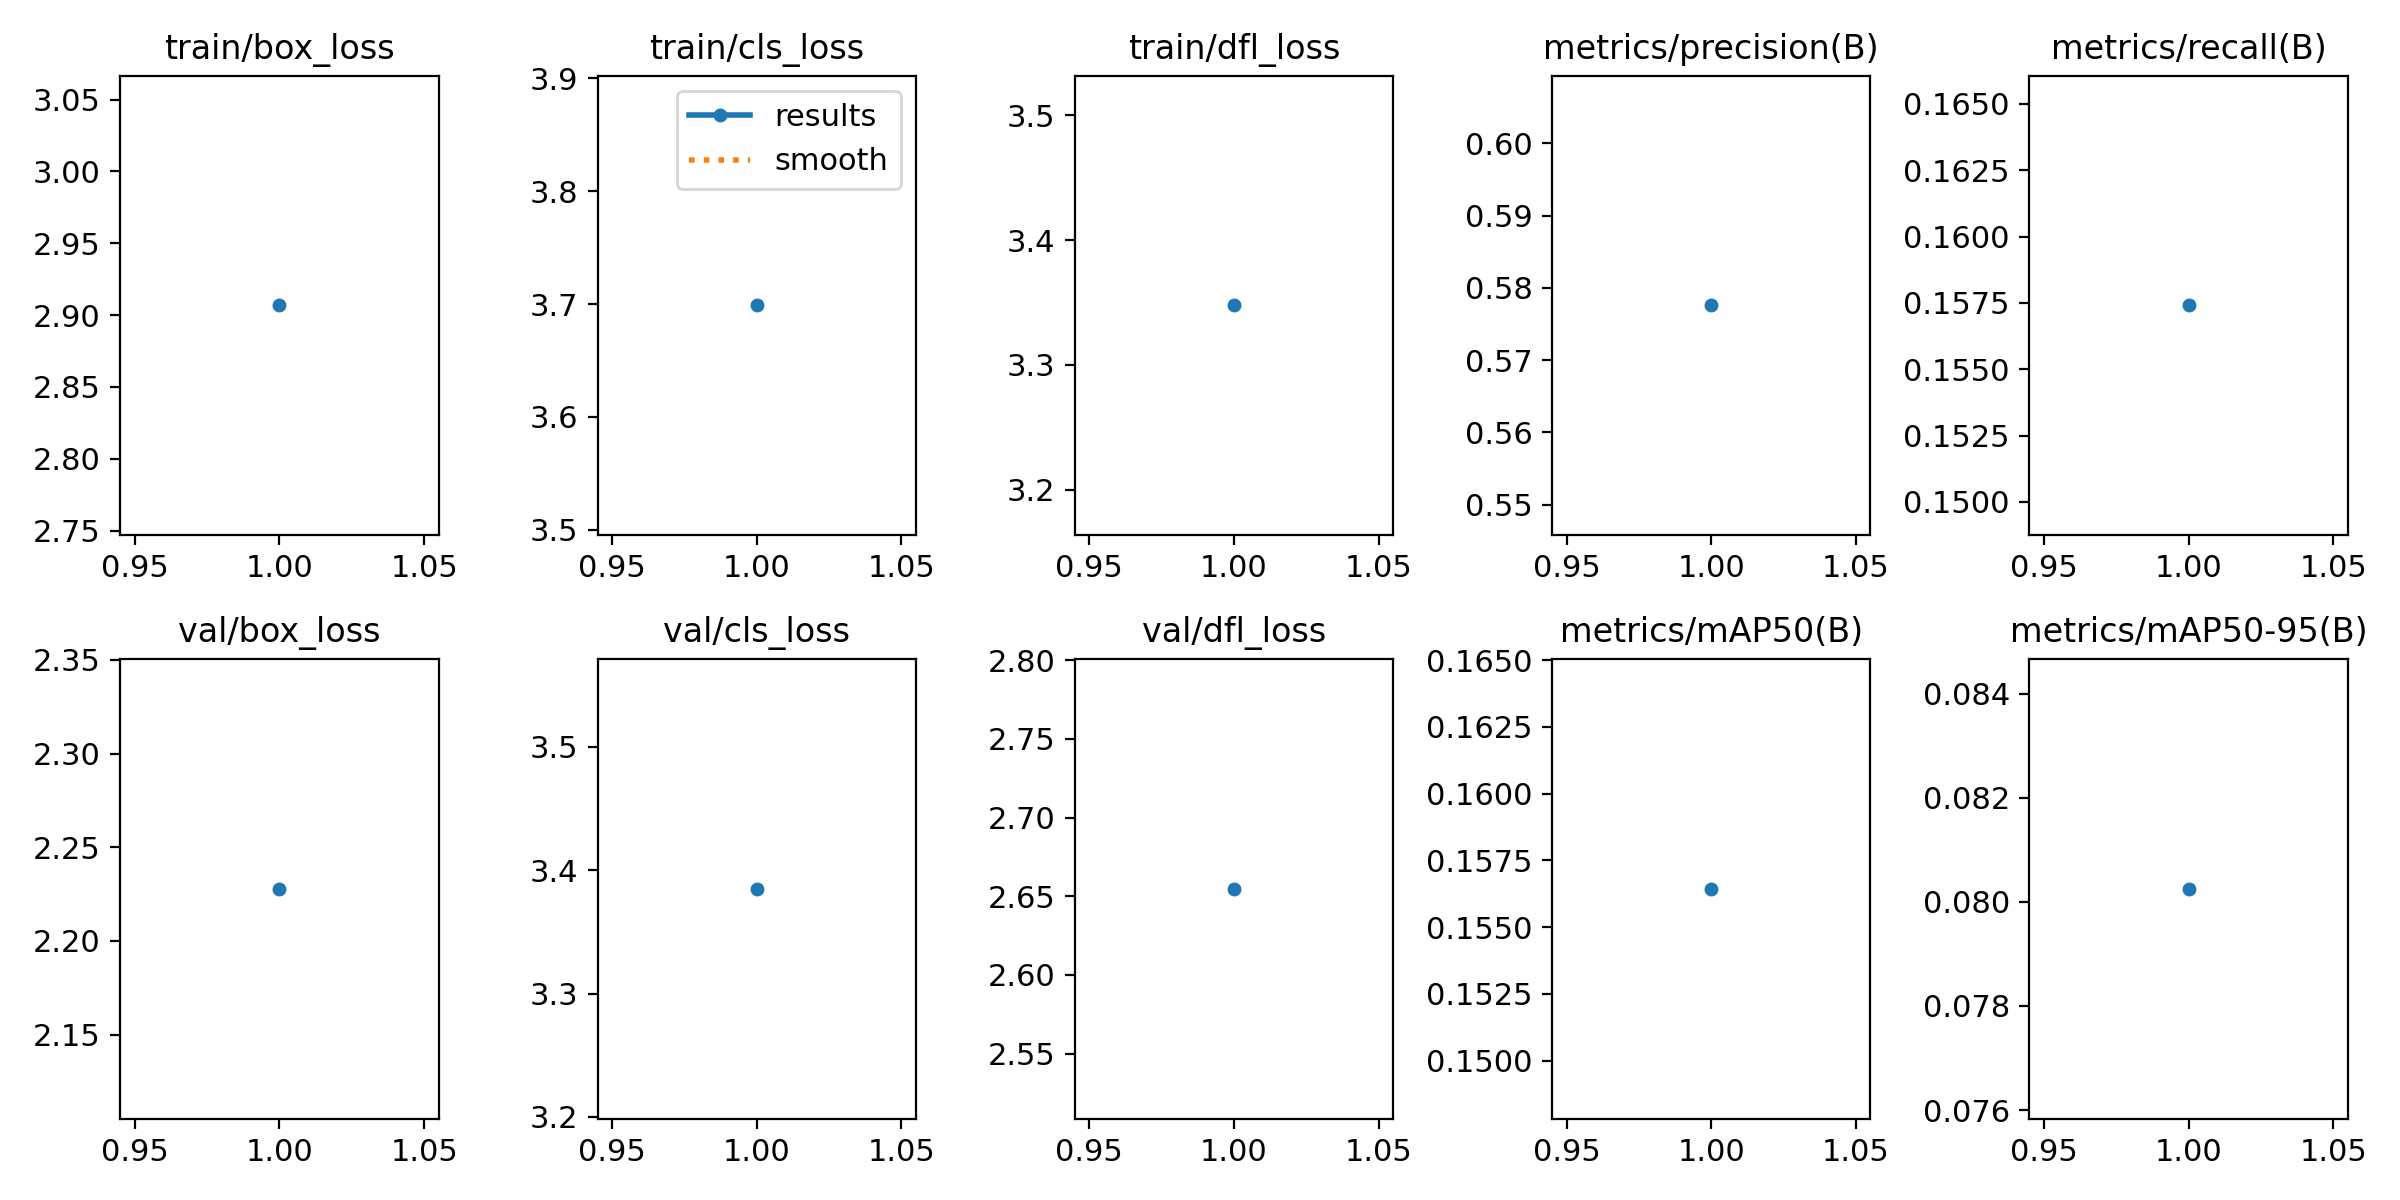 train/box_loss
3.05
3.00
2.95
2.90
2.85
2.80
2.75
0.95 1.00 1.05
train/cls_loss
results
smooth
3.9
3.8
3.7
3.6
3.5
0.95 1.00 1.05
train/dfl_loss
3.5
3.4
3.3
3.2
0.95 1.00 1.05
metrics/precision(B)
0.60
0.59
0.58
0.57
0.56
0.55
0.95 1.00 1.05
metrics/recall(B)
0.1650
0.1625
0.1600
0.1575
0.1550
0.1525
0.1500
0.95 1.00 1.05
val/box_loss
2.35
2.30
2.25
2.20
2.15
0.95 1.00 1.05
val/cls_loss
3.5
3.4
3.3
3.2
0.95 1.00 1.05
val/dfl_loss
2.80
2.75
2.70
2.65
2.60
2.55
0.95 1.00 1.05
metrics/mAP50(B)
0.1650
0.1625
0.1600
0.1575
0.1550
0.1525
0.1500
0.95 1.00 1.05
metrics/mAP50-95(B)
0.084
0.082
0.080
0.078
0.076
0.95 1.00 1.05